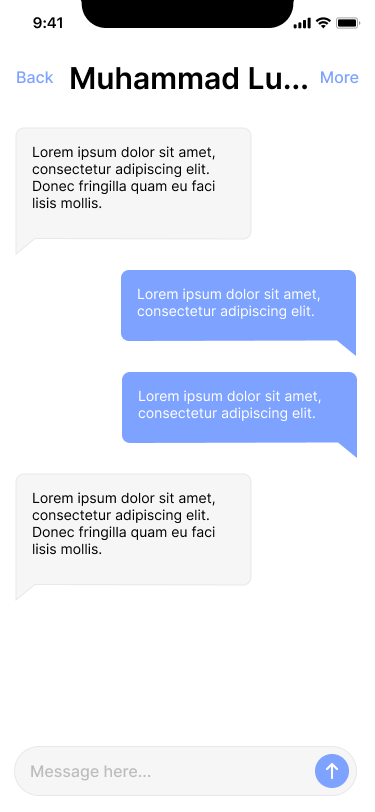 9:41
Back Muhammad Lu... More
Lorem ipsum dolor sit amet,
consectetur adipiscing elit.
Donec fringilla quam eu faci
lisis mollis.
Lorem ipsum dolor sit amet,
consectetur adipiscing elit.
Lorem ipsum dolor sit amet,
consectetur adipiscing elit.
Lorem ipsum dolor sit amet,
consectetur adipiscing elit.
Donec fringilla quam eu faci
lisis mollis.
Message here...